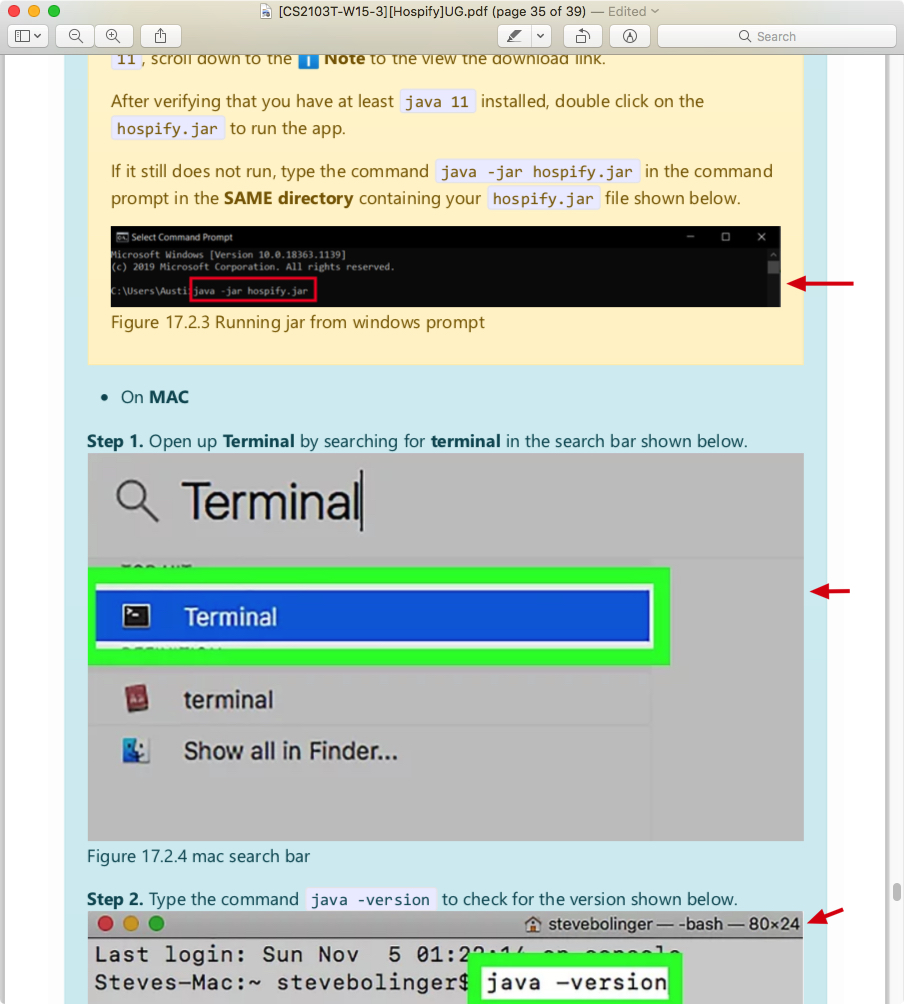 [CS2103T-W15-3][Hospify]UG.pdf (page 35 of 39) — Edited
Search
11 , scroll down to the i Note to the view the download link.
After verifying that you have at least java 11 installed, double click on the
hospify.jar to run the app.
If it still does not run, type the command java -jar hospify.jar in the command
prompt in the SAME directory containing your hospify.jar file shown below.
Select Command Prompt
Microsoft Windows [Version 10.0.18363.1139]
(c) 2019 Microsoft Corporation. All rights reserved.
C:\Users\Austi java -jar hospify.jar
Figure 17.2.3 Running jar from windows prompt
• On MAC
Step 1. Open up Terminal by searching for terminal in the search bar shown below.
Terminal
TOP HIT
Terminal
DEFINITION
terminal
Show all in Finder...
Figure 17.2.4 mac search bar
Step 2. Type the command java -version to check for the version shown below.
stevebolinger — -bash — 80×24
Last login: Sun Nov 5 01:22:14 on console
Steves-Mac:~ stevebolinger$ java -version